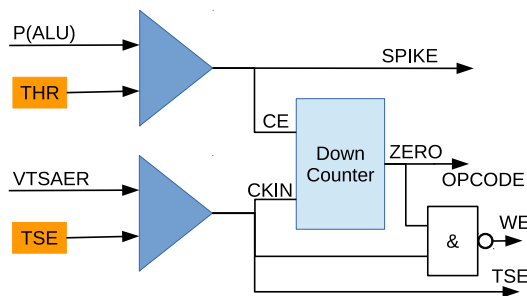 P(ALU)
THR
SPIKE
CE
Down
Counter
ZERO
OPCODE
VTSAER
CKIN
TSE
&
WE
TSE